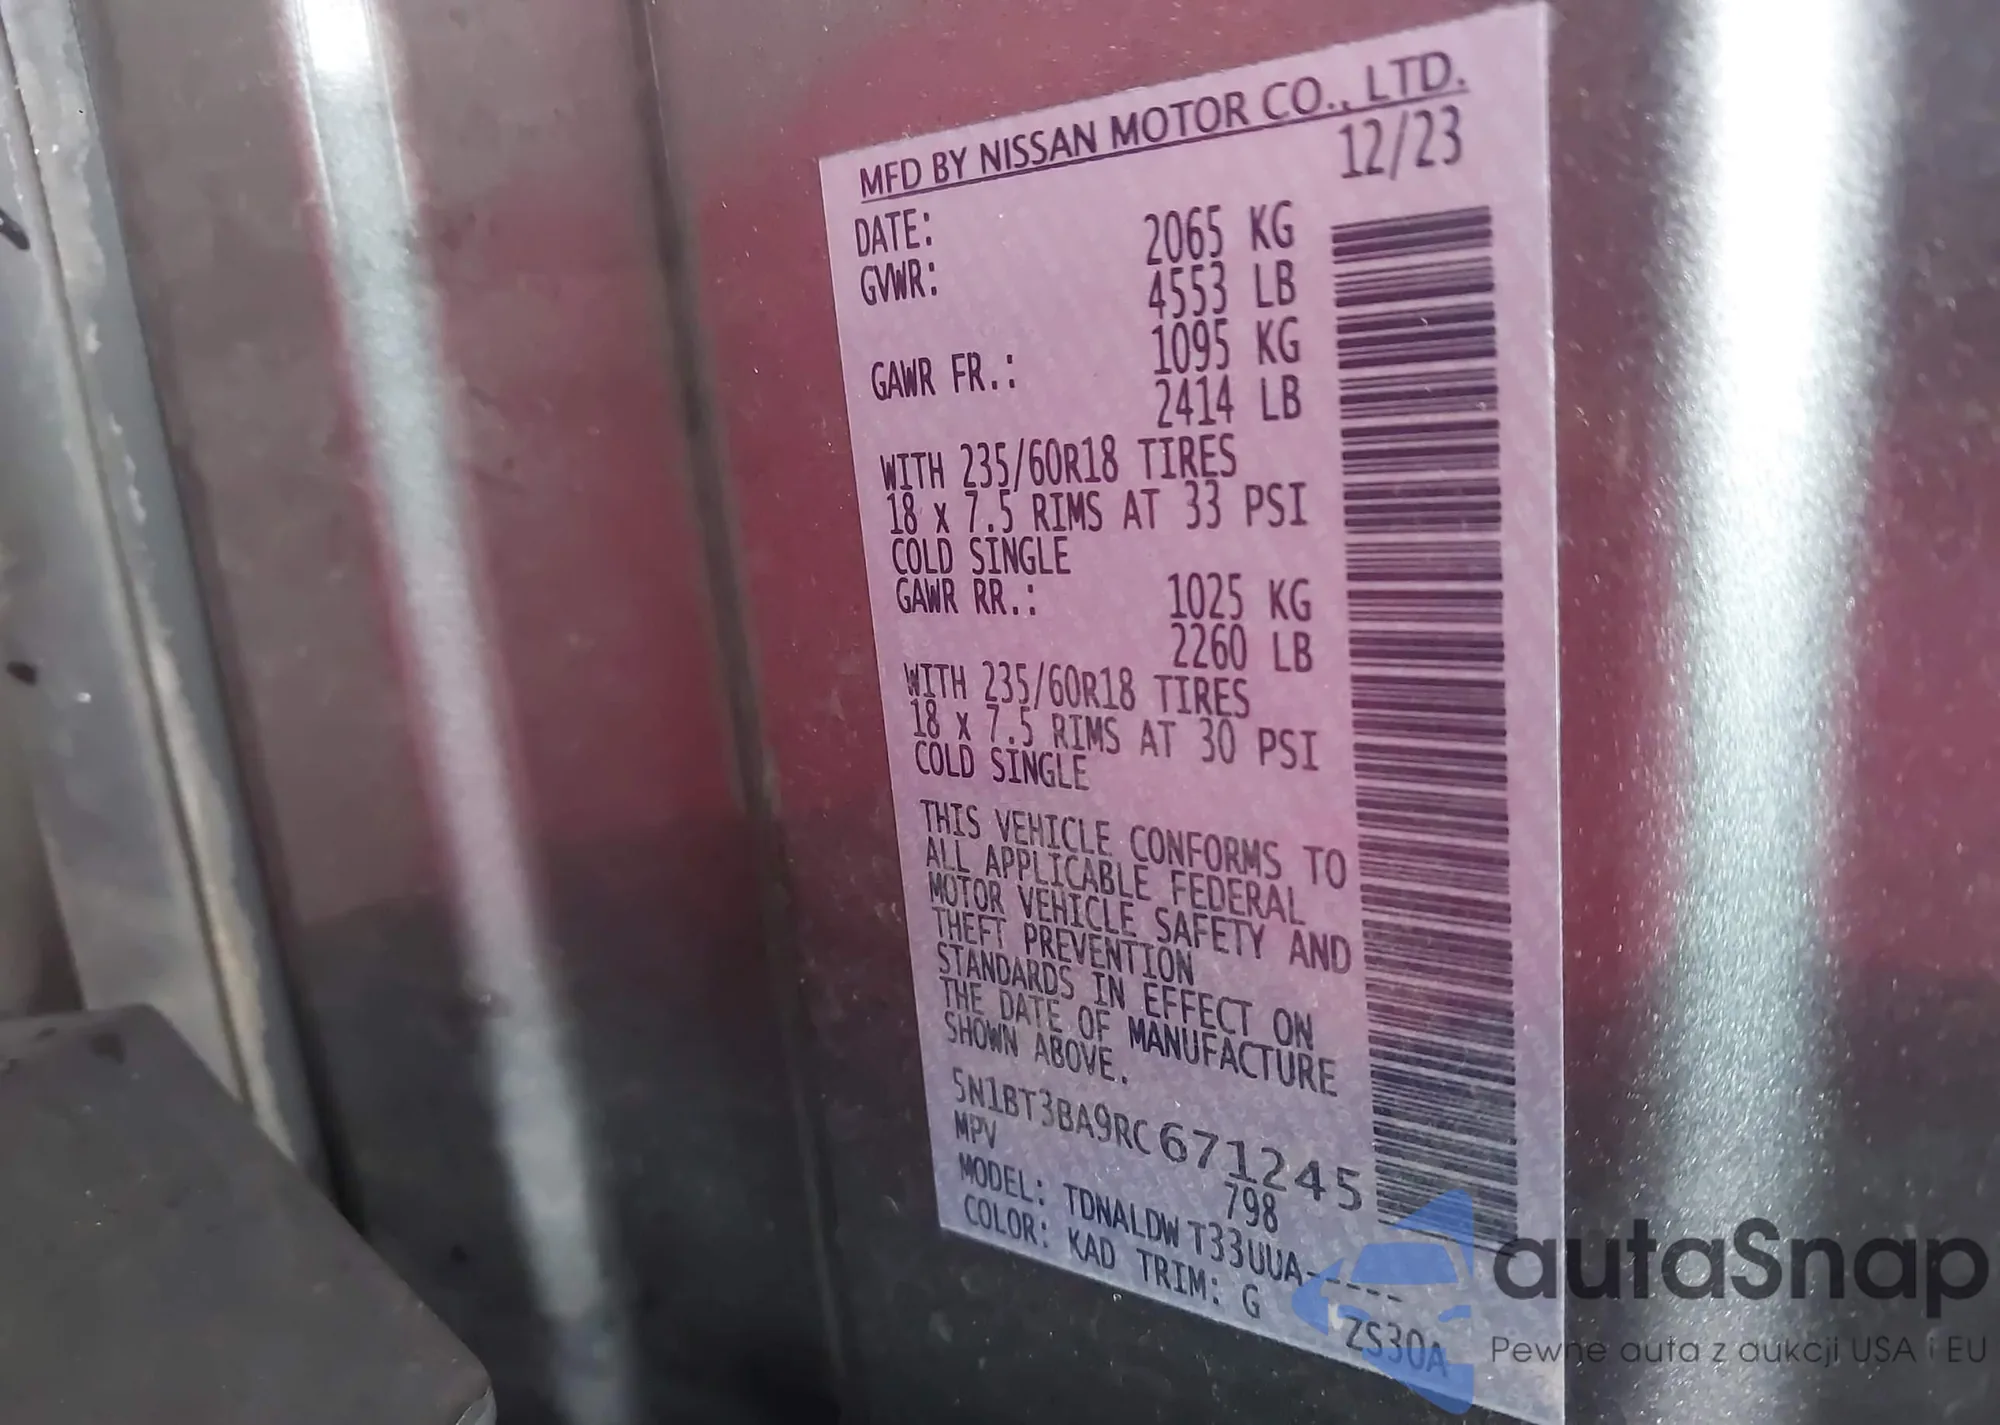 MFD BY NISSAN MOTOR CO., LTD.
DATE: 12/23
GVWR: 2065 KG
4553 LB
GAWR FR.: 1095 KG
2414 LB
WITH 235/60R18 TIRES
18 x 7.5 RIMS AT 33 PSI
COLD SINGLE
GAWR RR.: 1025 KG
2260 LB
WITH 235/60R18 TIRES
18 x 7.5 RIMS AT 30 PSI
COLD SINGLE
THIS VEHICLE CONFORMS TO
ALL APPLICABLE FEDERAL
MOTOR VEHICLE SAFETY AND
THEFT PREVENTION
STANDARDS IN EFFECT ON
THE DATE OF MANUFACTURE
SHOWN ABOVE.
5N1BT3BA9RC671245
MPV 798
MODEL: TDNALDW T33UUA-----
COLOR: KAD TRIM: G ZS30A
autaSnap
Pewne auta z aukcji USA i EU